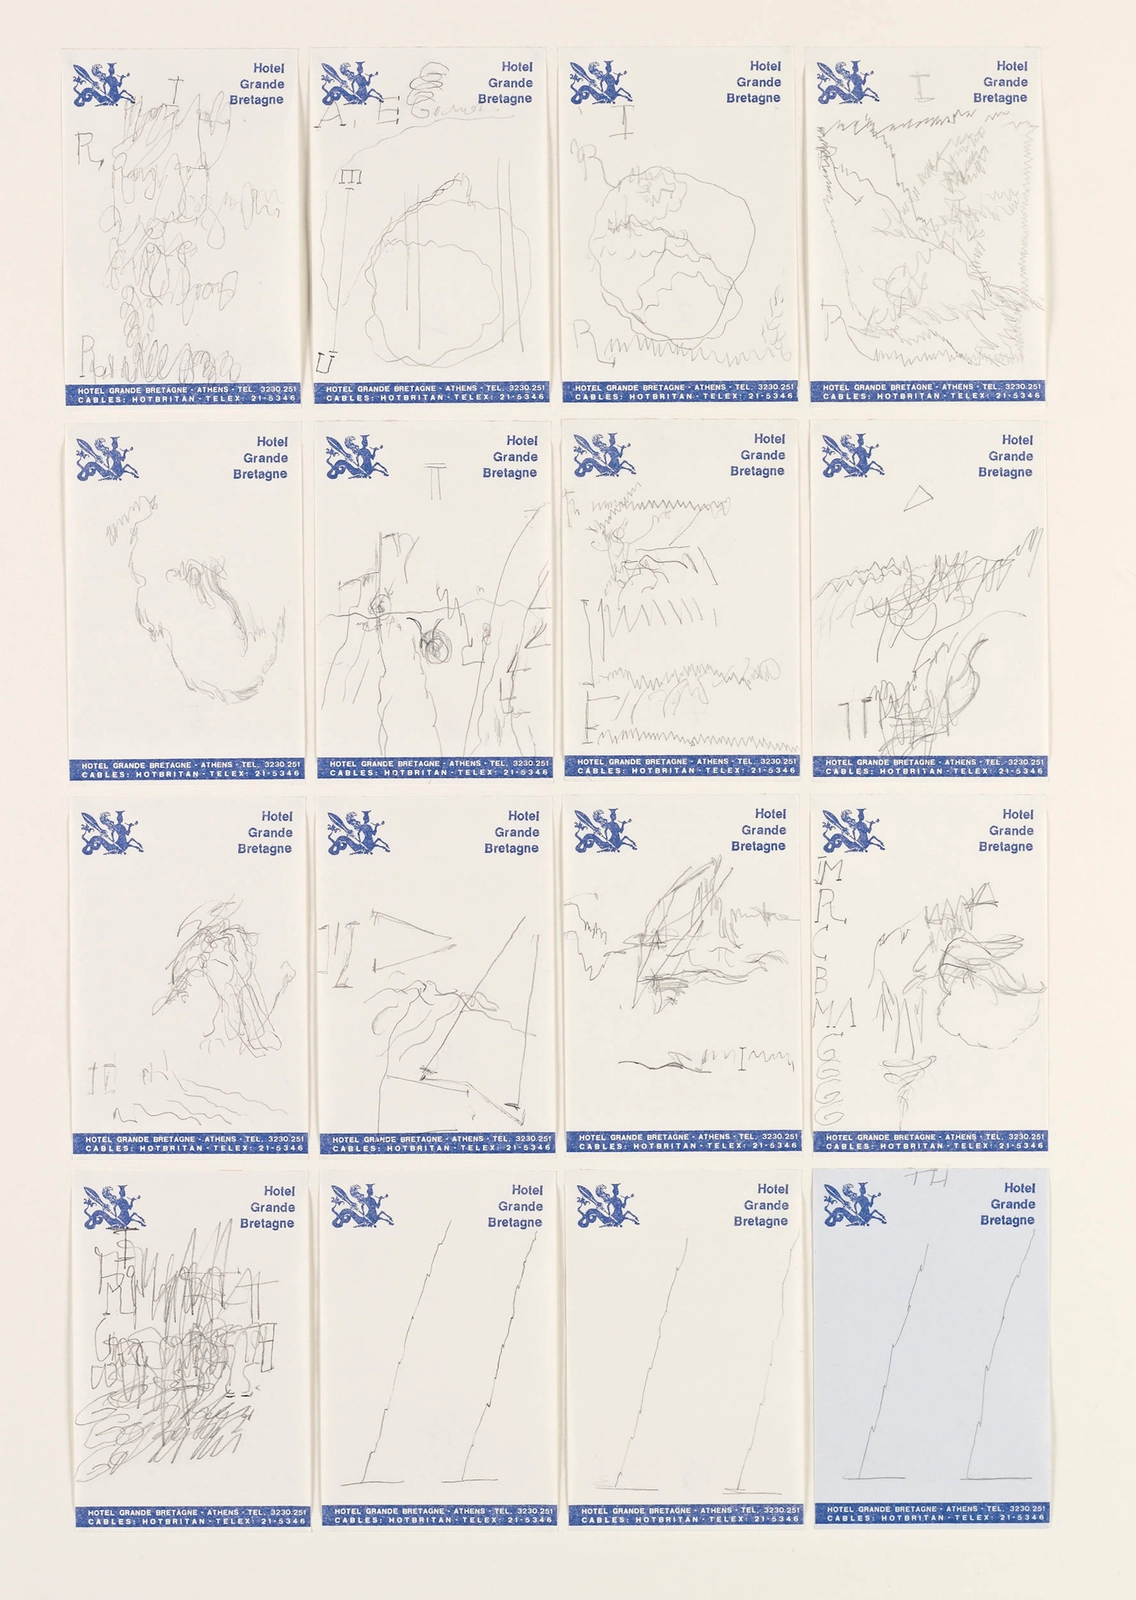 Hotel
Grande
Bretagne
I
R
R
HOTEL GRANDE BRETAGNE - ATHENS - TEL. 3230.251
CABLES: HOTBRITAN - TELEX: 21-5346
Hotel
Grande
Bretagne
A. E
III
U
HOTEL GRANDE BRETAGNE - ATHENS - TEL. 3230.251
CABLES: HOTBRITAN - TELEX: 21-5346
Hotel
Grande
Bretagne
I
R
R
HOTEL GRANDE BRETAGNE - ATHENS - TEL. 3230.251
CABLES: HOTBRITAN - TELEX: 21-5346
Hotel
Grande
Bretagne
I
R
HOTEL GRANDE BRETAGNE - ATHENS - TEL. 3230.251
CABLES: HOTBRITAN - TELEX: 21-5346
Hotel
Grande
Bretagne
HOTEL GRANDE BRETAGNE - ATHENS - TEL. 3230.251
CABLES: HOTBRITAN - TELEX: 21-5346
Hotel
Grande
Bretagne
II
HOTEL GRANDE BRETAGNE - ATHENS - TEL. 3230.251
CABLES: HOTBRITAN - TELEX: 21-5346
Hotel
Grande
Bretagne
HOTEL GRANDE BRETAGNE - ATHENS - TEL. 3230.251
CABLES: HOTBRITAN - TELEX: 21-5346
Hotel
Grande
Bretagne
HOTEL GRANDE BRETAGNE - ATHENS - TEL. 3230.251
CABLES: HOTBRITAN - TELEX: 21-5346
Hotel
Grande
Bretagne
HOTEL GRANDE BRETAGNE - ATHENS - TEL. 3230.251
CABLES: HOTBRITAN - TELEX: 21-5346
Hotel
Grande
Bretagne
HOTEL GRANDE BRETAGNE - ATHENS - TEL. 3230.251
CABLES: HOTBRITAN - TELEX: 21-5346
Hotel
Grande
Bretagne
HOTEL GRANDE BRETAGNE - ATHENS - TEL. 3230.251
CABLES: HOTBRITAN - TELEX: 21-5346
Hotel
Grande
Bretagne
M
R
C
B
MA
G
G
G
G
HOTEL GRANDE BRETAGNE - ATHENS - TEL. 3230.251
CABLES: HOTBRITAN - TELEX: 21-5346
Hotel
Grande
Bretagne
HOTEL GRANDE BRETAGNE - ATHENS - TEL. 3230.251
CABLES: HOTBRITAN - TELEX: 21-5346
Hotel
Grande
Bretagne
HOTEL GRANDE BRETAGNE - ATHENS - TEL. 3230.251
CABLES: HOTBRITAN - TELEX: 21-5346
Hotel
Grande
Bretagne
HOTEL GRANDE BRETAGNE - ATHENS - TEL. 3230.251
CABLES: HOTBRITAN - TELEX: 21-5346
TH
Hotel
Grande
Bretagne
HOTEL GRANDE BRETAGNE - ATHENS - TEL. 3230.251
CABLES: HOTBRITAN - TELEX: 21-5346